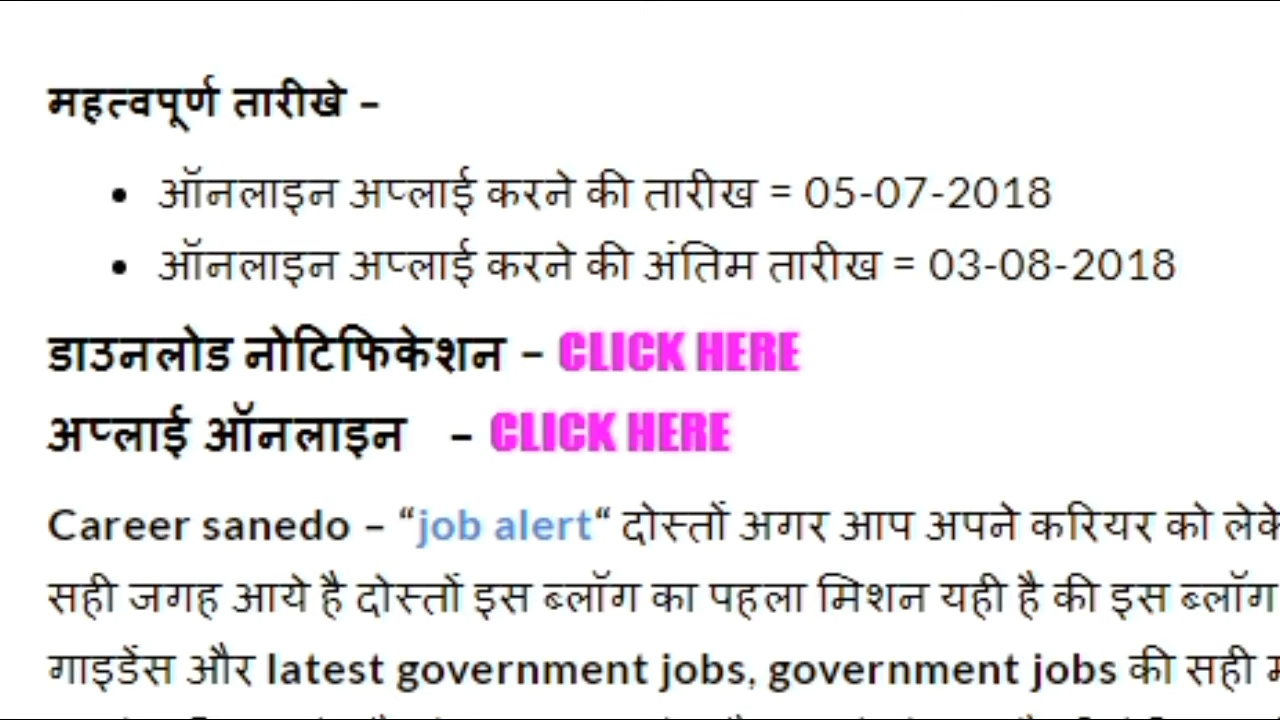 महत्वपूर्ण तारीखे –
• ऑनलाइन अप्लाई करने की तारीख = 05-07-2018
• ऑनलाइन अप्लाई करने की अंतिम तारीख = 03-08-2018
डाउनलोड नोटिफिकेशन – CLICK HERE
अप्लाई ऑनलाइन – CLICK HERE
Career sanedo – “job alert“ दोस्तों अगर आप अपने करियर को लेके
सही जगह आये है दोस्तों इस ब्लॉग का पहला मिशन यही है की इस ब्लॉग
गाइडेंस और latest government jobs, government jobs की सही